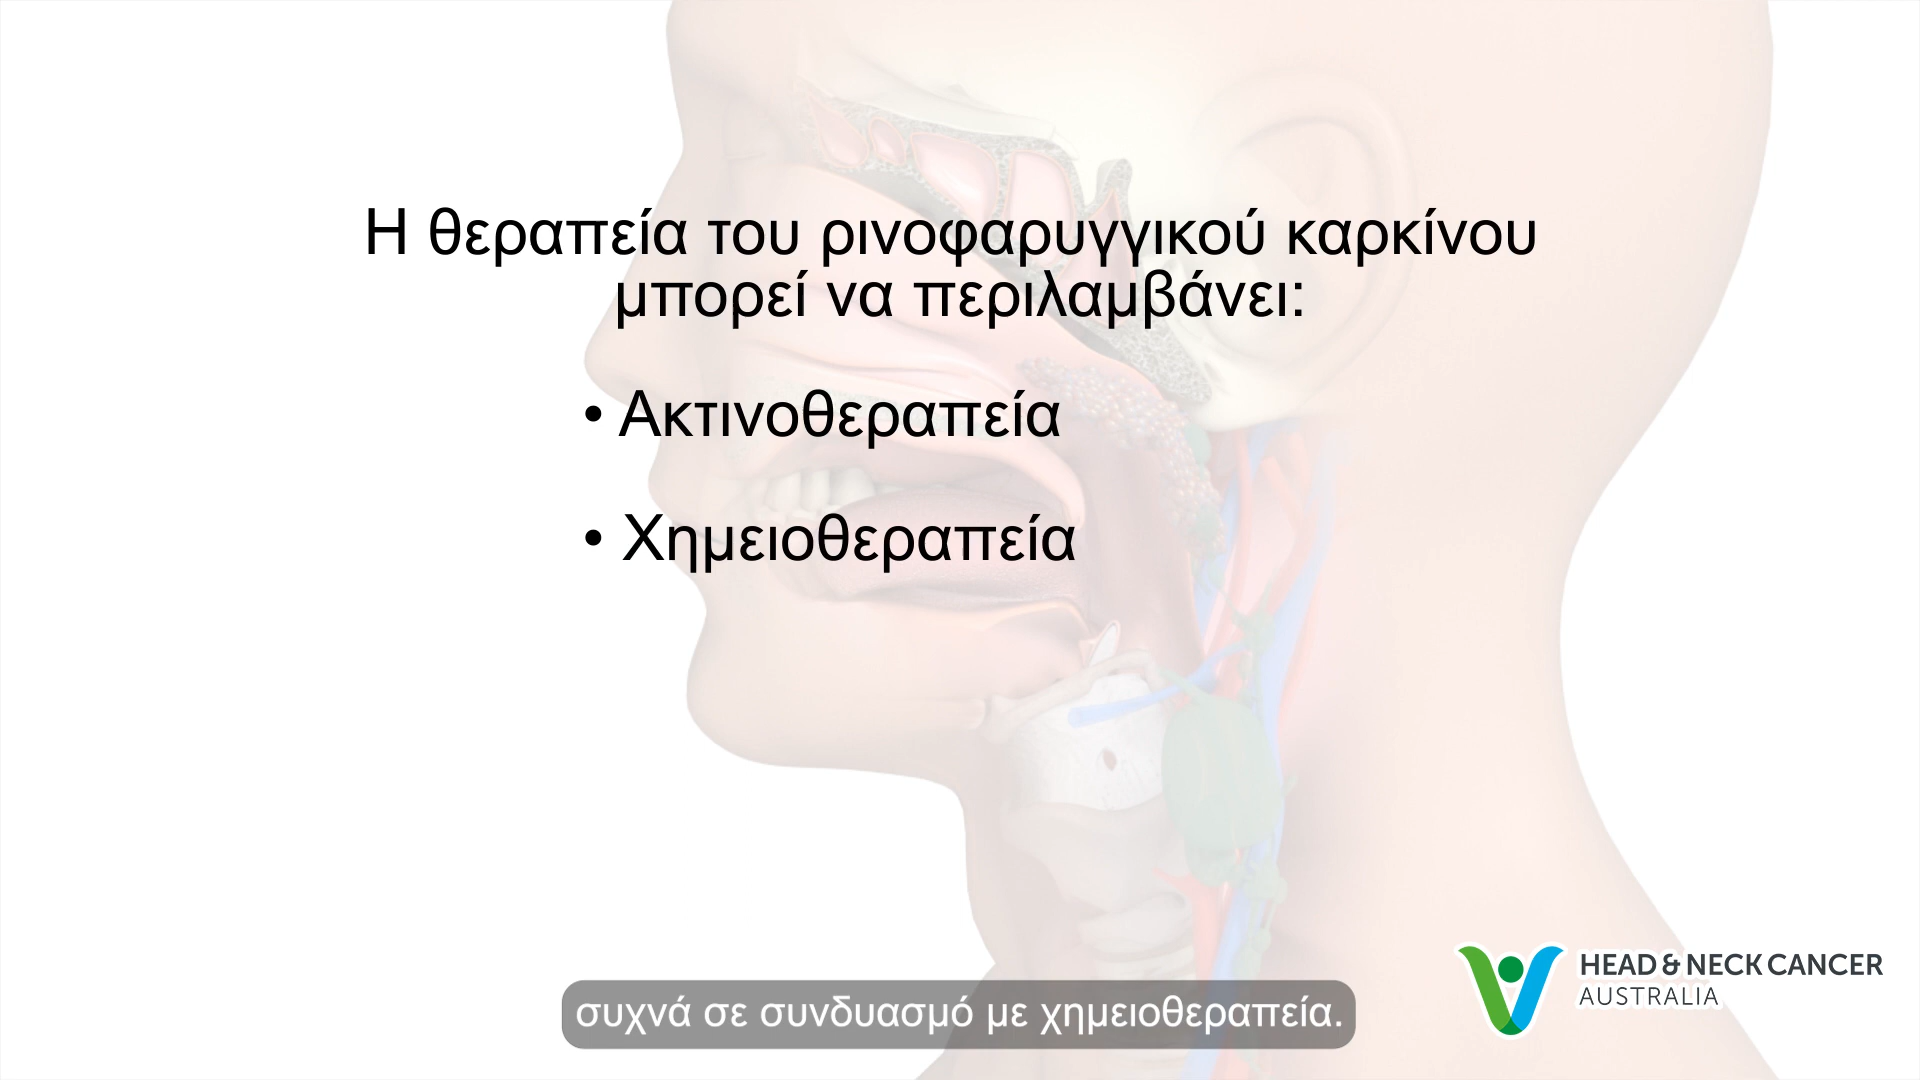 Η θεραπεία του ρινοφαρυγγικού καρκίνου
μπορεί να περιλαμβάνει:
• Ακτινοθεραπεία
• Χημειοθεραπεία
συχνά σε συνδυασμό με χημειοθεραπεία.
HEAD & NECK CANCER
AUSTRALIA